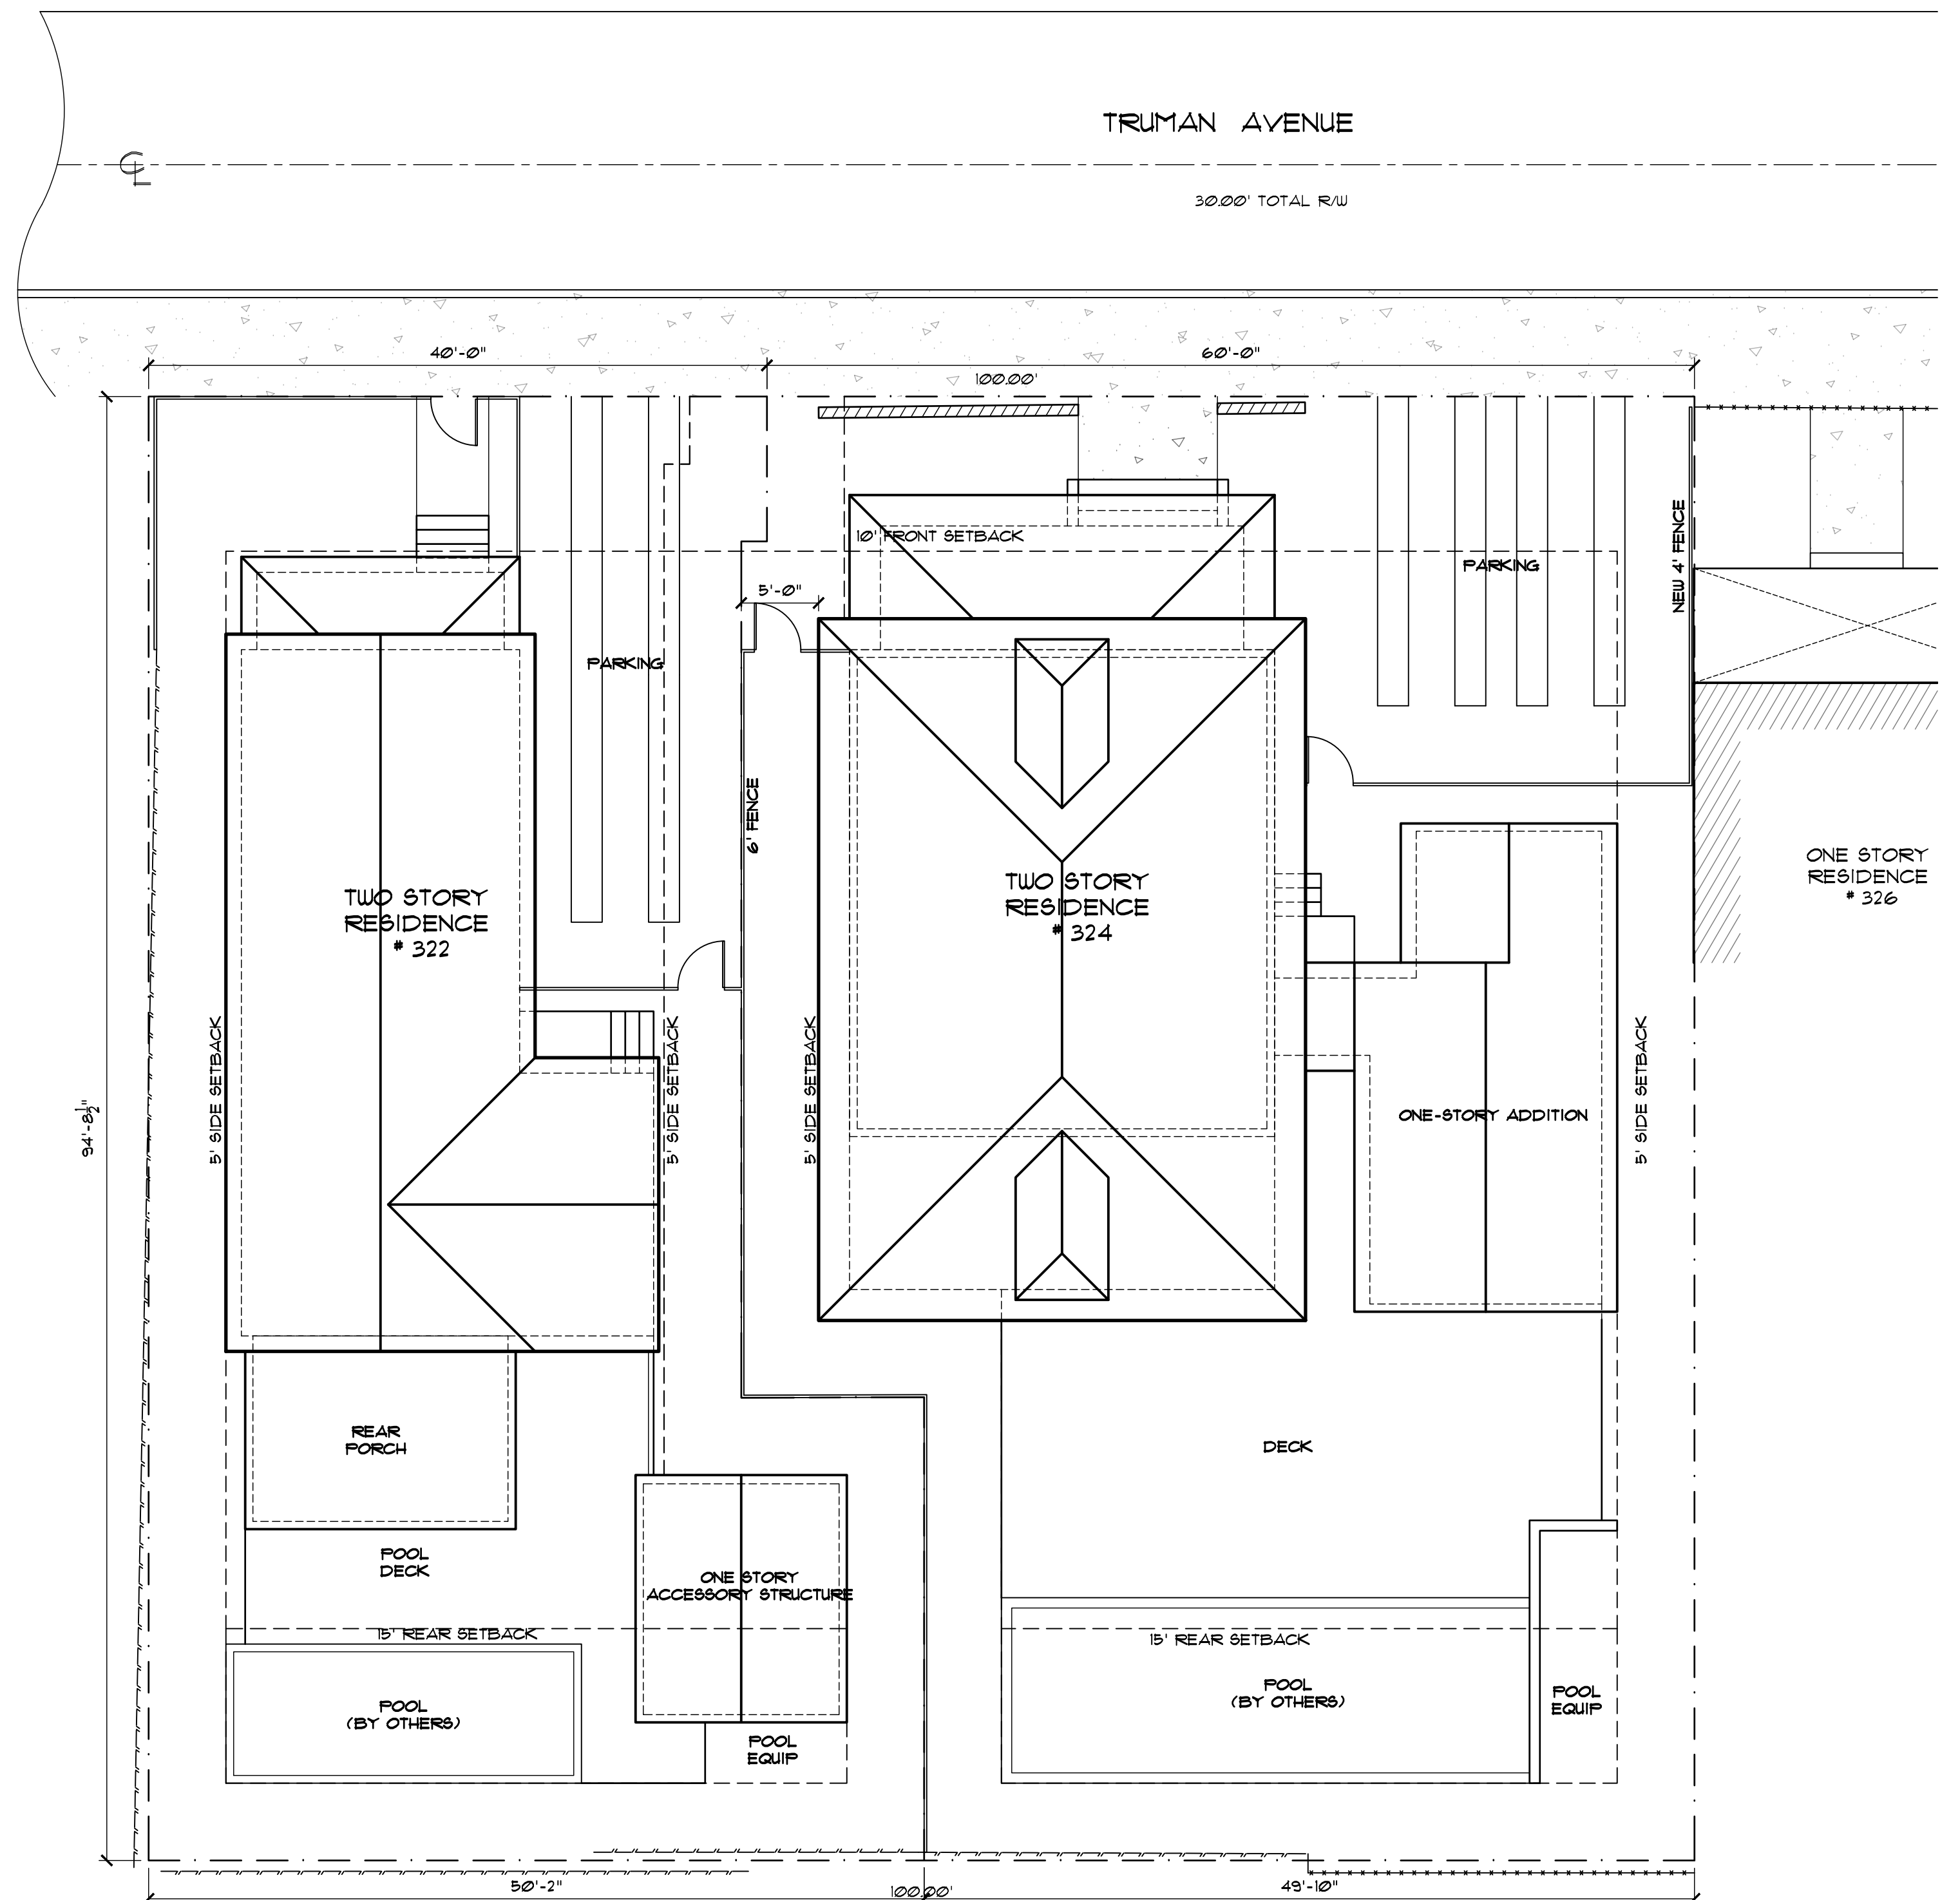 TRUMAN AVENUE
℄
30.00' TOTAL R/W
40'-0"
60'-0"
100.00'
10' FRONT SETBACK
PARKING
NEW 4' FENCE
5'-0"
PARKING
6' FENCE
TWO STORY
RESIDENCE
# 322
TWO STORY
RESIDENCE
# 324
ONE STORY
RESIDENCE
# 326
94'-8 1/2"
5' SIDE SETBACK
5' SIDE SETBACK
5' SIDE SETBACK
ONE-STORY ADDITION
5' SIDE SETBACK
REAR
PORCH
DECK
POOL
DECK
ONE STORY
ACCESSORY STRUCTURE
15' REAR SETBACK
15' REAR SETBACK
POOL
(BY OTHERS)
POOL
EQUIP
POOL
(BY OTHERS)
POOL
EQUIP
50'-2"
100.00'
49'-10"